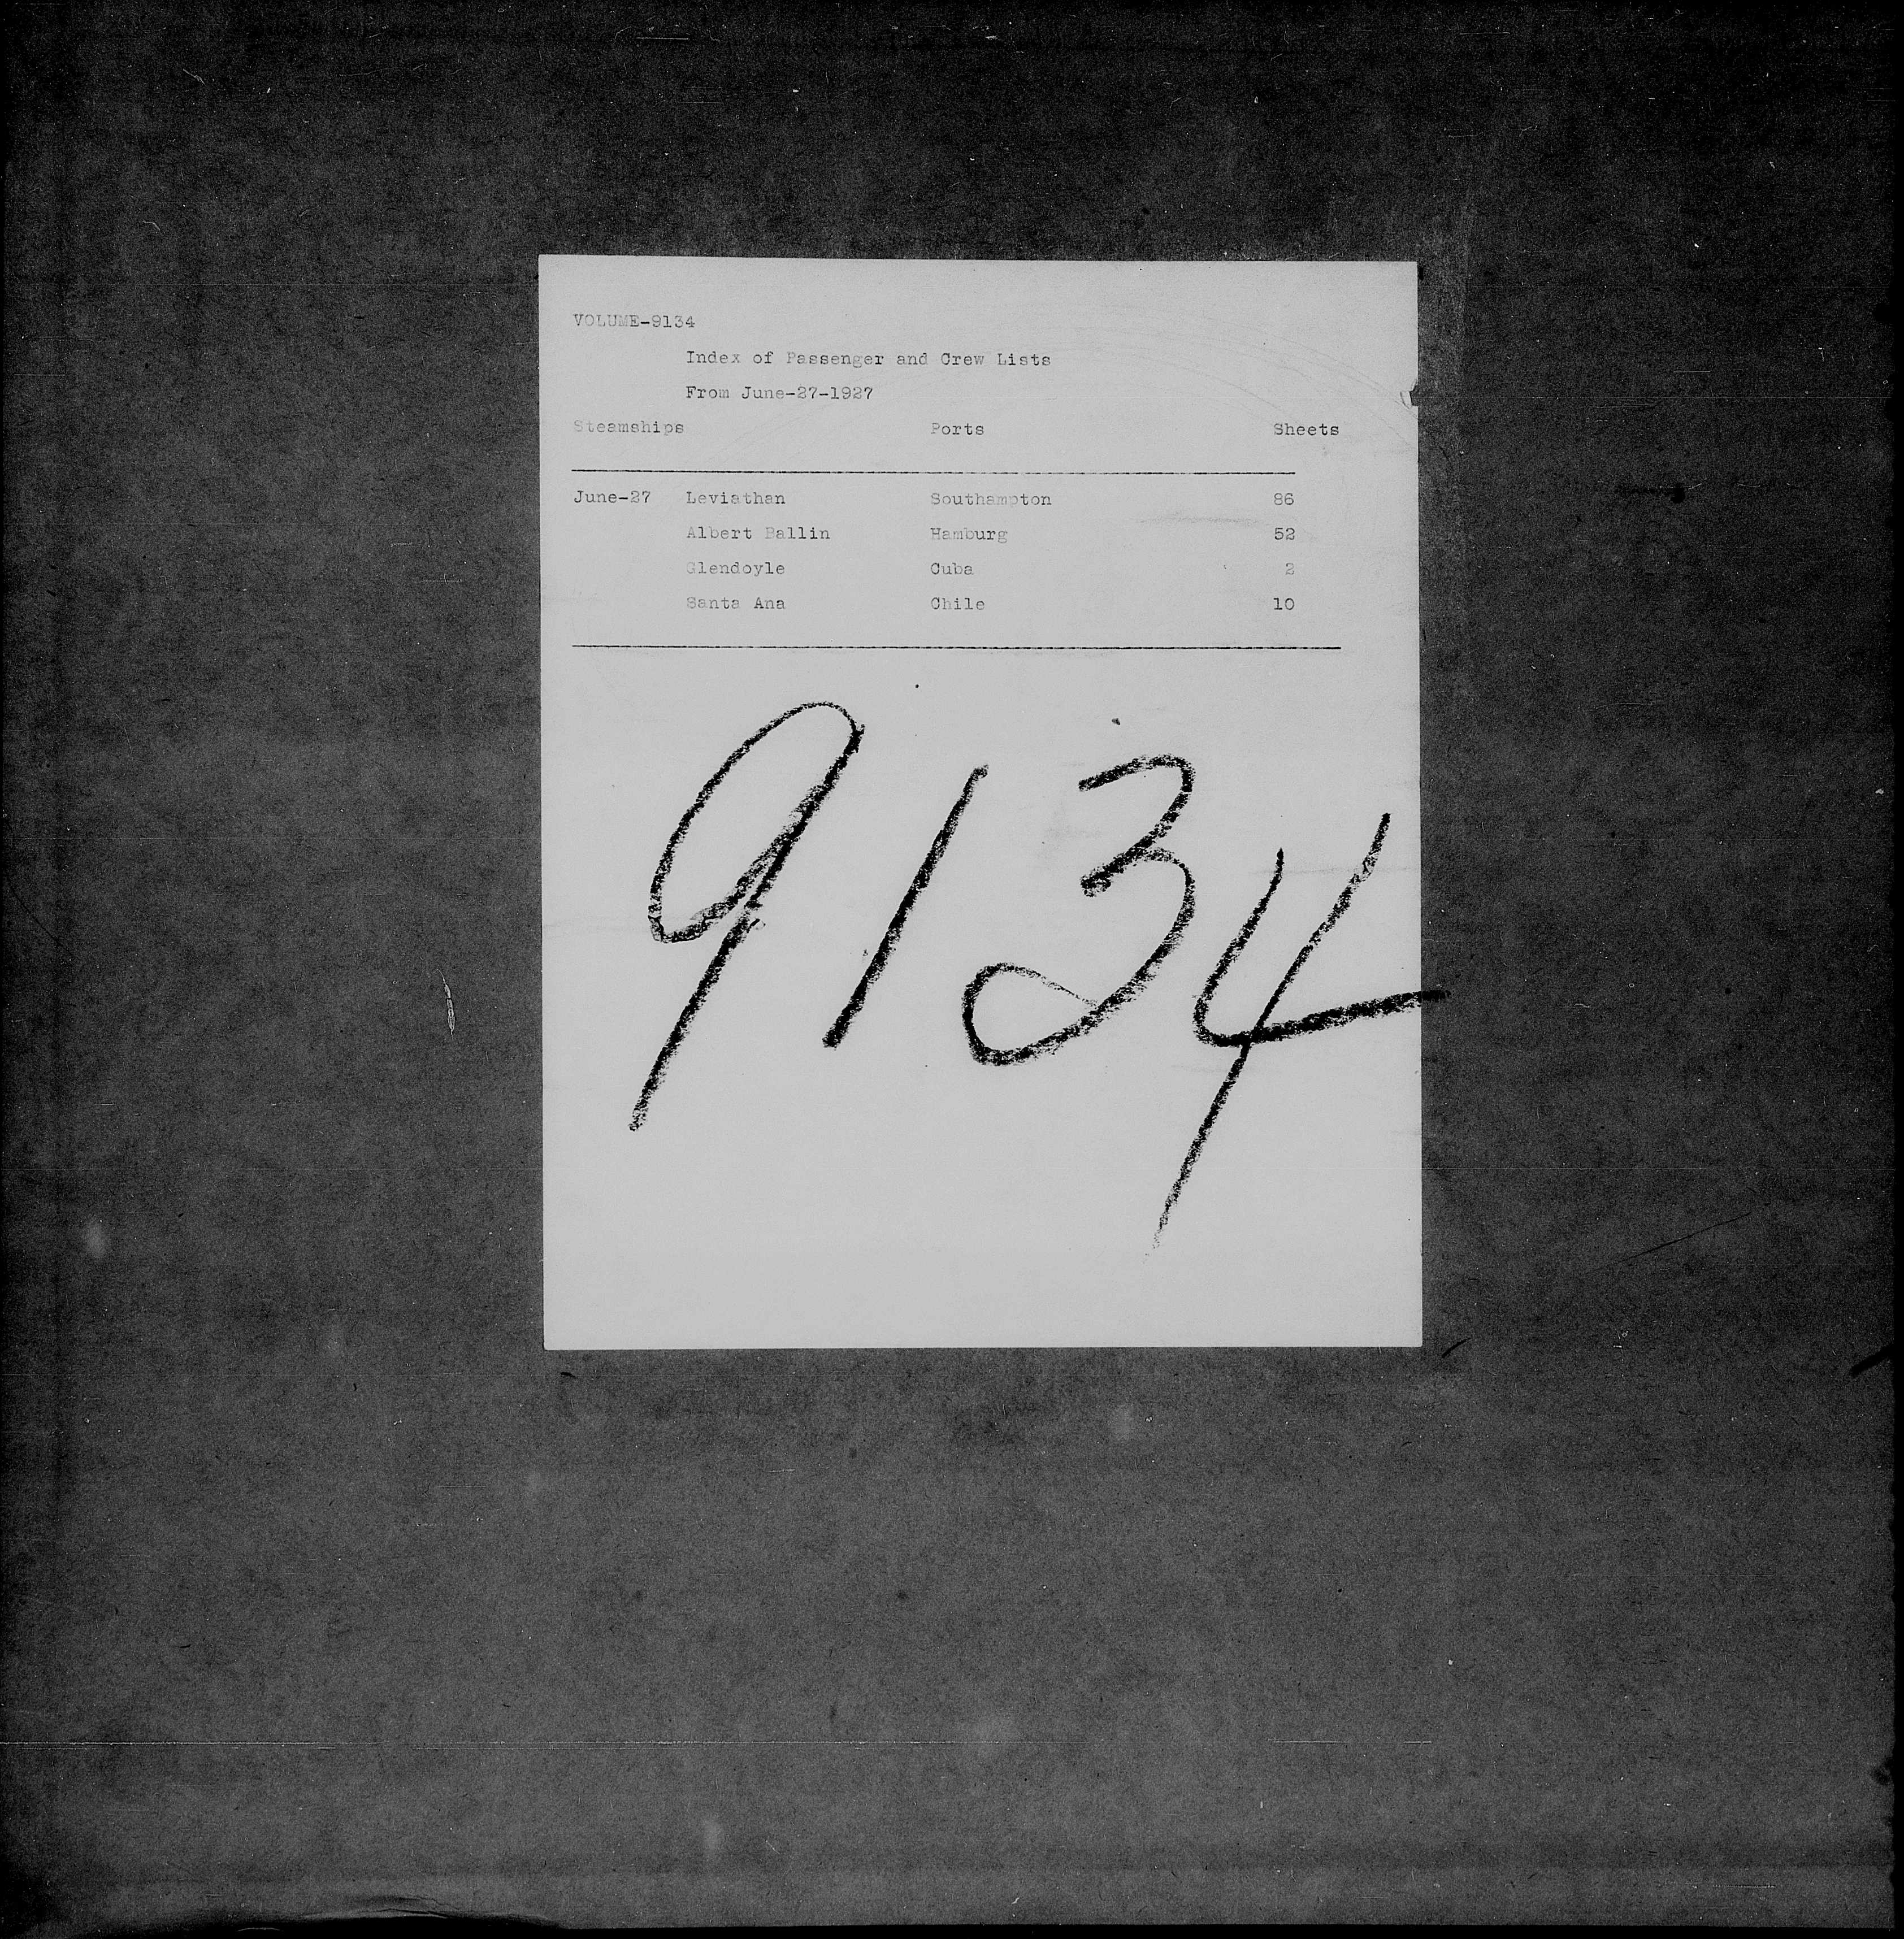 VOLUME-9134
Index of Passenger and Crew Lists
From June-27-1927
Steamships Ports Sheets
June-27 Leviathan Southampton 86
Albert Ballin Hamburg 52
Glendoyle Cuba 2
Santa Ana Chile 10
9134